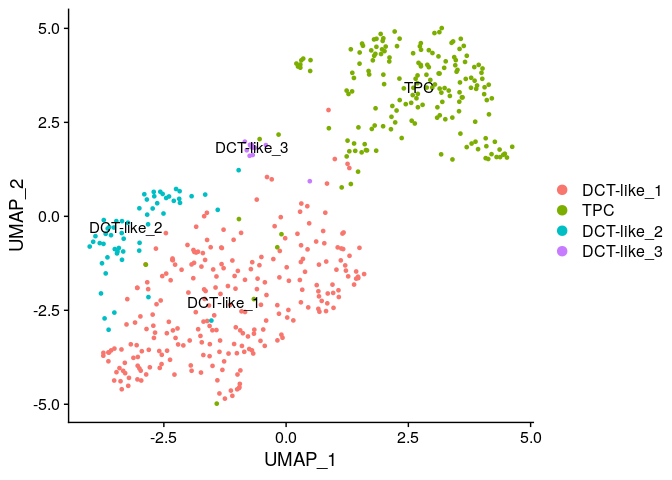 5.0
2.5
0.0
-2.5
-5.0
UMAP_2
TPC
DCT-like_3
DCT-like_2
DCT-like_1
-2.5
0.0
2.5
5.0
UMAP_1
DCT-like_1
TPC
DCT-like_2
DCT-like_3